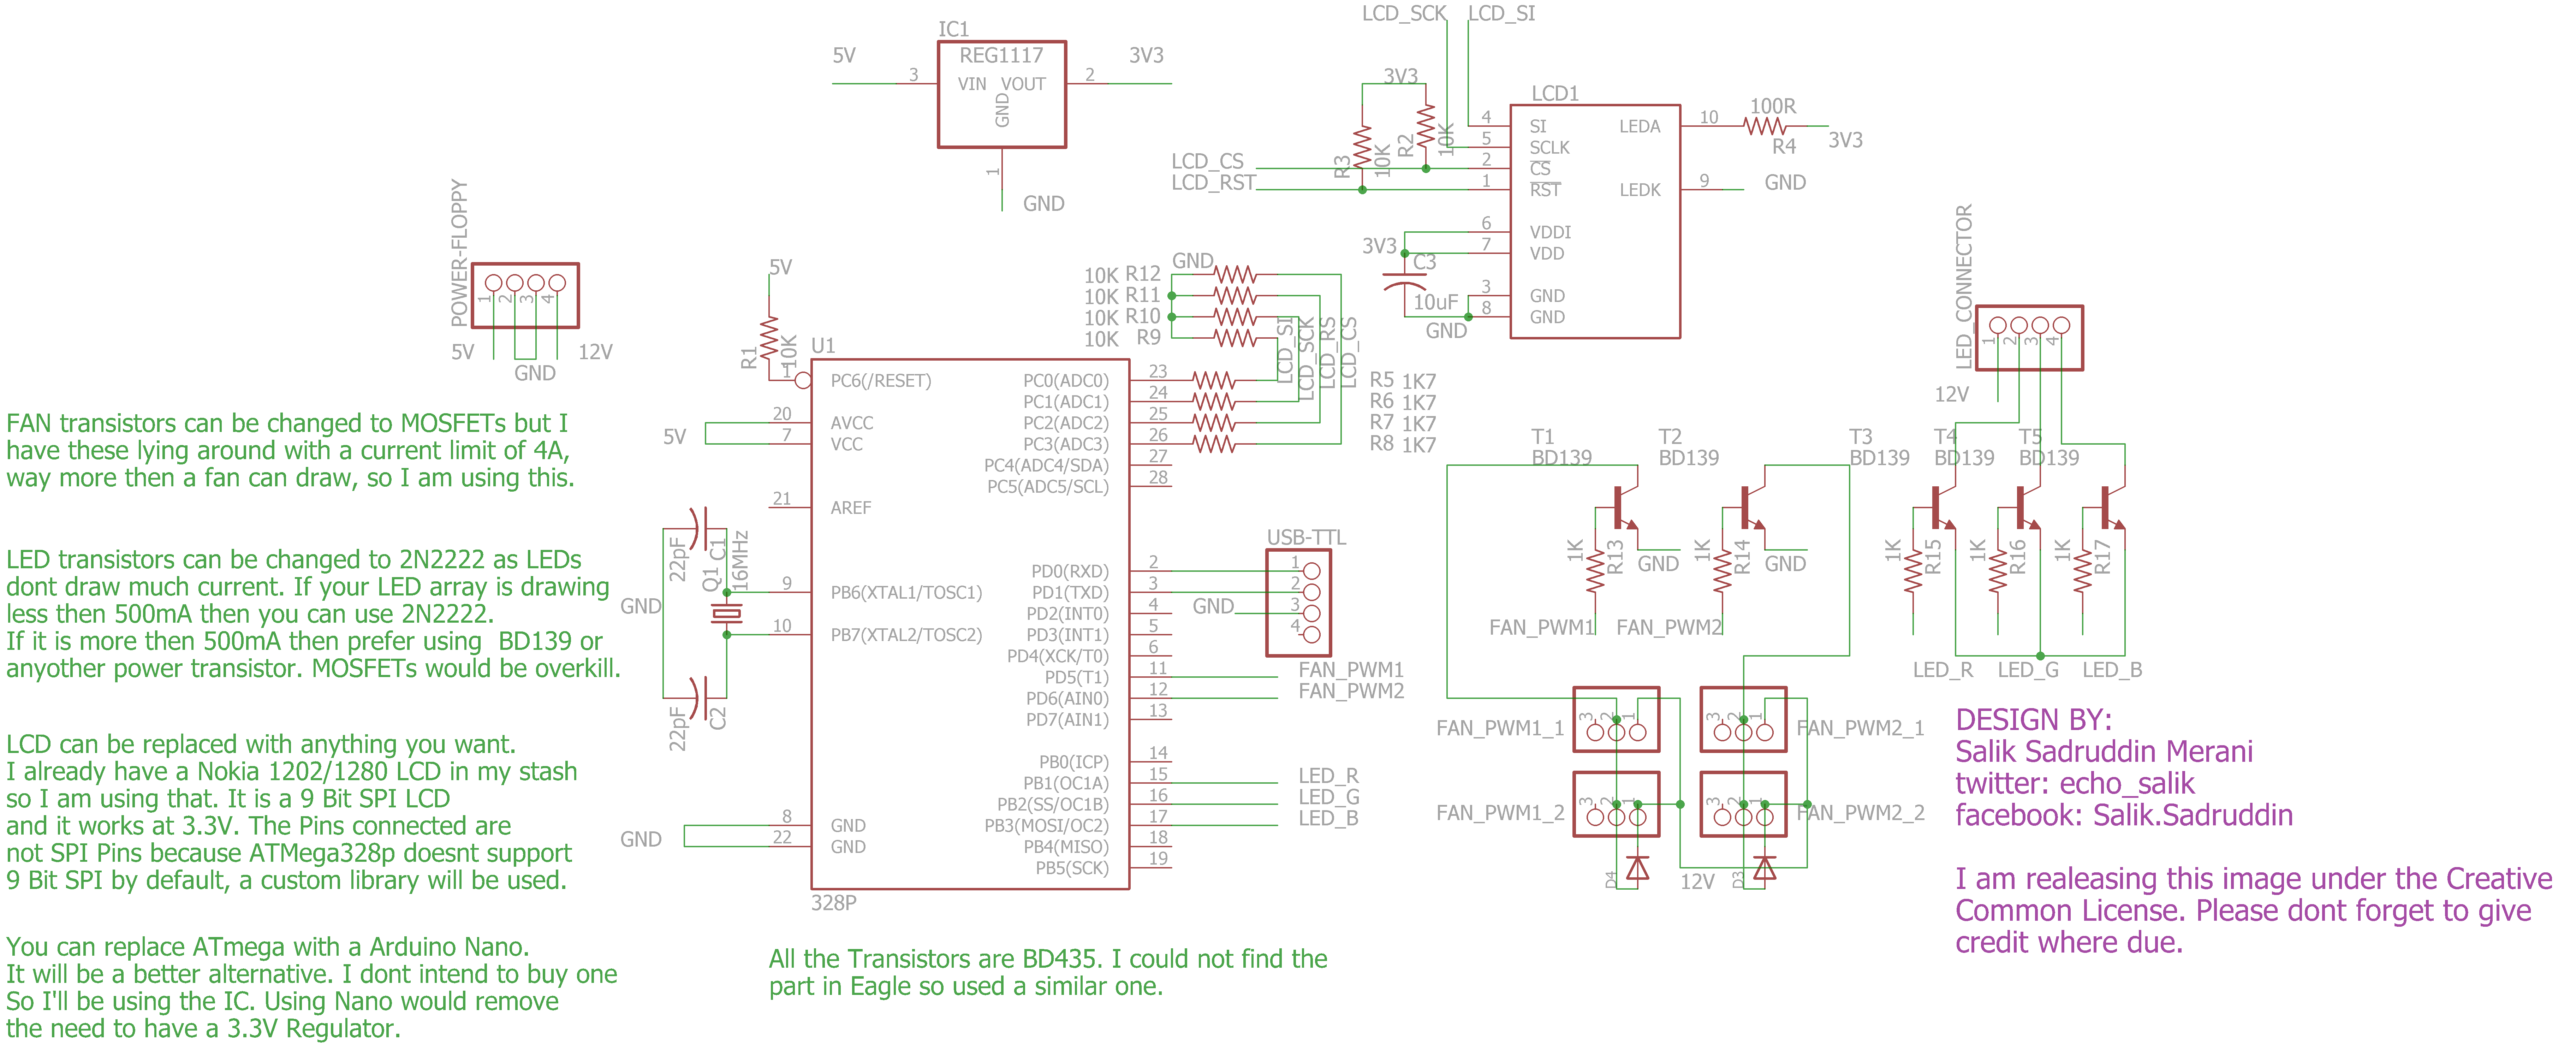 LCD_SCK
LCD_SI
IC1
REG1117
5V
3
VIN
VOUT
2
3V3
GND
1
GND
3V3
R3
10K
R2
10K
LCD_CS
LCD_RST
LCD1
4
SI
5
SCLK
2
CS
1
RST
6
VDDI
7
VDD
3
GND
8
GND
LEDA
10
100R
R4
3V3
LEDK
9
GND
3V3
C3
10uF
GND
POWER-FLOPPY
1
2
3
4
5V
GND
12V
5V
R1
10K
GND
10K R12
10K R11
10K R10
10K R9
LCD_SI
LCD_SCK
LCD_RS
LCD_CS
R5 1K7
R6 1K7
R7 1K7
R8 1K7
U1
1
PC6(/RESET)
20
AVCC
7
VCC
5V
21
AREF
9
PB6(XTAL1/TOSC1)
10
PB7(XTAL2/TOSC2)
8
GND
22
GND
GND
328P
PC0(ADC0)
23
PC1(ADC1)
24
PC2(ADC2)
25
PC3(ADC3)
26
PC4(ADC4/SDA)
27
PC5(ADC5/SCL)
28
PD0(RXD)
2
PD1(TXD)
3
PD2(INT0)
4
PD3(INT1)
5
PD4(XCK/T0)
6
PD5(T1)
11
PD6(AIN0)
12
PD7(AIN1)
13
PB0(ICP)
14
PB1(OC1A)
15
PB2(SS/OC1B)
16
PB3(MOSI/OC2)
17
PB4(MISO)
18
PB5(SCK)
19
22pF
C1
Q1
16MHz
GND
22pF
C2
USB-TTL
1
2
3
4
GND
FAN_PWM1
FAN_PWM2
LED_R
LED_G
LED_B
LED_CONNECTOR
1
2
3
4
12V
T1
BD139
T2
BD139
T3
BD139
T4
BD139
T5
BD139
1K
R13
GND
1K
R14
GND
1K
R15
1K
R16
1K
R17
FAN_PWM1
FAN_PWM2
LED_R
LED_G
LED_B
FAN_PWM1_1
3
2
1
3
2
1
FAN_PWM2_1
FAN_PWM1_2
3
2
1
3
2
1
FAN_PWM2_2
D4
12V
D3
FAN transistors can be changed to MOSFETs but I
have these lying around with a current limit of 4A,
way more then a fan can draw, so I am using this.
LED transistors can be changed to 2N2222 as LEDs
dont draw much current. If your LED array is drawing
less then 500mA then you can use 2N2222.
If it is more then 500mA then prefer using  BD139 or
anyother power transistor. MOSFETs would be overkill.
LCD can be replaced with anything you want.
I already have a Nokia 1202/1280 LCD in my stash
so I am using that. It is a 9 Bit SPI LCD
and it works at 3.3V. The Pins connected are
not SPI Pins because ATMega328p doesnt support
9 Bit SPI by default, a custom library will be used.
You can replace ATmega with a Arduino Nano.
It will be a better alternative. I dont intend to buy one
So I'll be using the IC. Using Nano would remove
the need to have a 3.3V Regulator.
All the Transistors are BD435. I could not find the
part in Eagle so used a similar one.
DESIGN BY:
Salik Sadruddin Merani
twitter: echo_salik
facebook: Salik.Sadruddin
I am realeasing this image under the Creative
Common License. Please dont forget to give
credit where due.